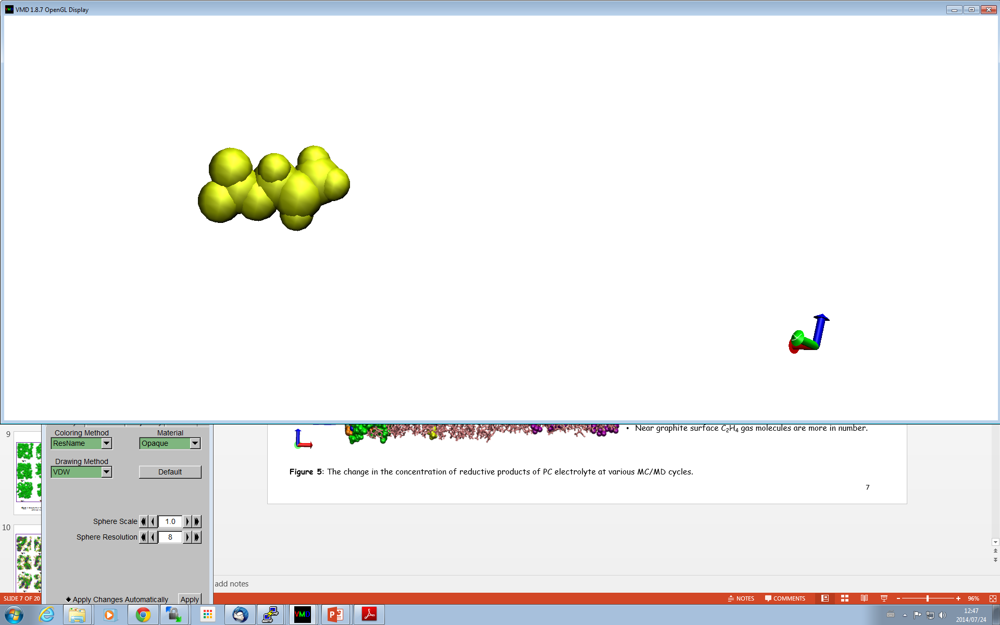 VMD 1.8.7 OpenGL Display
9
Coloring Method
Material
ResName
Opaque
Drawing Method
VDW
Default
Sphere Scale
1.0
Sphere Resolution
8
Apply Changes Automatically
Apply
10
• Near graphite surface C₂H₄ gas molecules are more in number.
Figure 5: The change in the concentration of reductive products of PC electrolyte at various MC/MD cycles.
7
add notes
SLIDE 7 OF 20
NOTES
COMMENTS
96%
VMD
12:47
2014/07/24